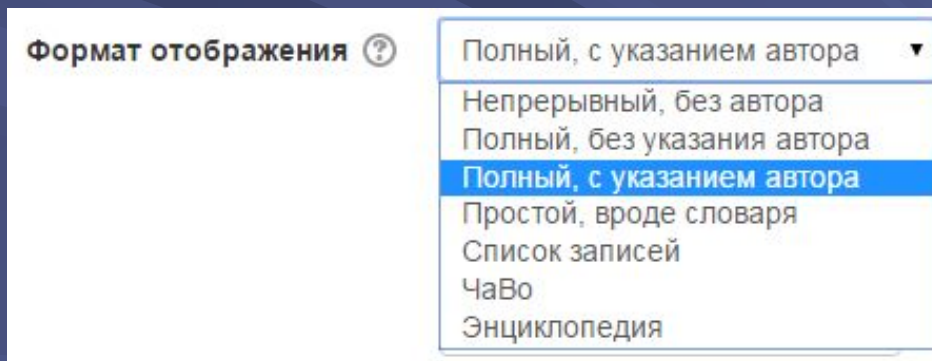 Формат отображения ? Полный, с указанием автора
Непрерывный, без автора
Полный, без указания автора
Полный, с указанием автора
Простой, вроде словаря
Список записей
ЧаВо
Энциклопедия